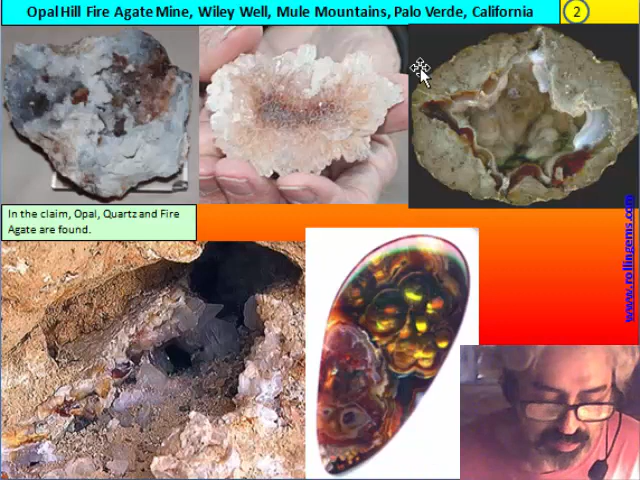 Opal Hill Fire Agate Mine, Wiley Well, Mule Mountains, Palo Verde, California
2
In the claim, Opal, Quartz and Fire
Agate are found.
www.rollingems.com